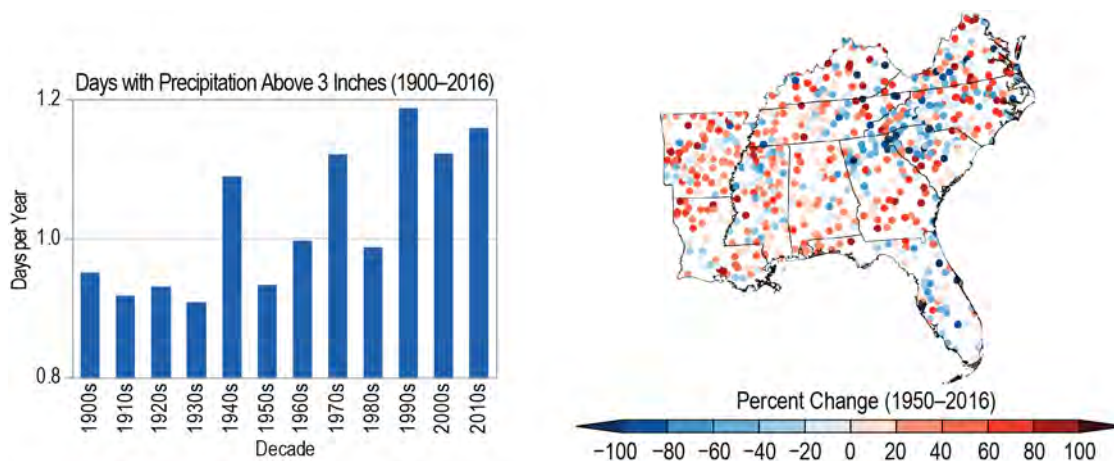 Days with Precipitation Above 3 Inches (1900–2016)
1.2
1.0
0.8
Days per Year
1900s
1910s
1920s
1930s
1940s
1950s
1960s
1970s
1980s
1990s
2000s
2010s
Decade
Percent Change (1950–2016)
−100 −80 −60 −40 −20 0 20 40 60 80 100